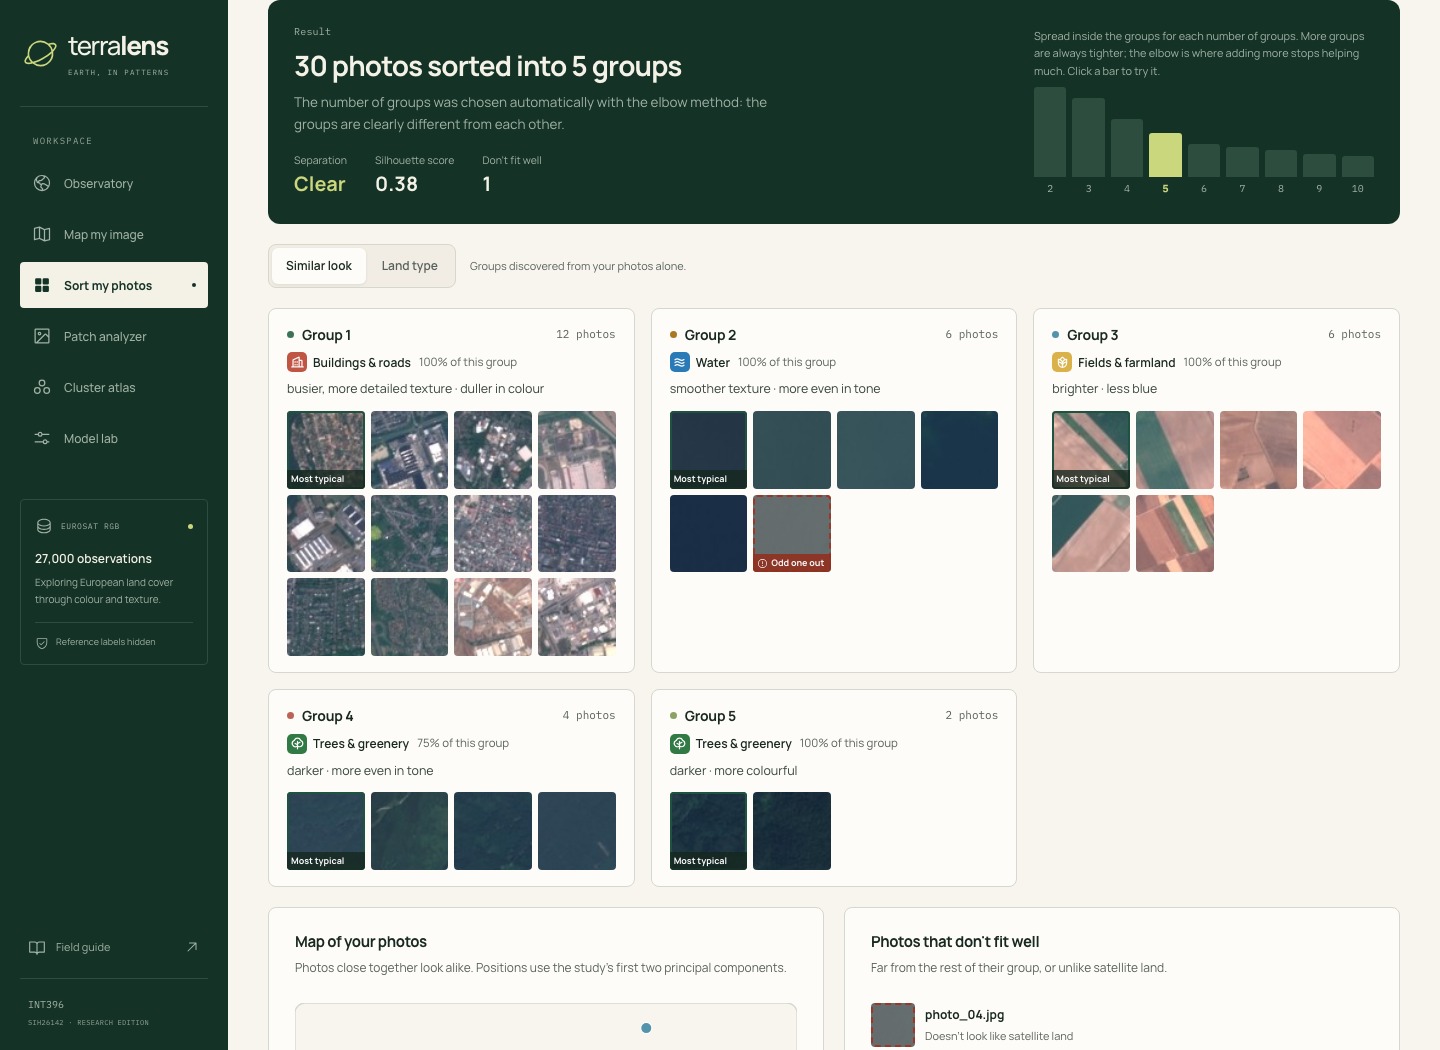 terralens
EARTH, IN PATTERNS
WORKSPACE
Observatory
Map my image
Sort my photos
Patch analyzer
Cluster atlas
Model lab
EUROSAT RGB
27,000 observations
Exploring European land cover
through colour and texture.
Reference labels hidden
Field guide
INT396
SIH26142 · RESEARCH EDITION
Result
30 photos sorted into 5 groups
The number of groups was chosen automatically with the elbow method: the
groups are clearly different from each other.
Separation
Clear
Silhouette score
0.38
Don't fit well
1
Spread inside the groups for each number of groups. More groups
are always tighter; the elbow is where adding more stops helping
much. Click a bar to try it.
2 3 4 5 6 7 8 9 10
Similar look
Land type
Groups discovered from your photos alone.
Group 1
12 photos
Buildings & roads 100% of this group
busier, more detailed texture · duller in colour
Most typical
Group 2
6 photos
Water 100% of this group
smoother texture · more even in tone
Most typical
Odd one out
Group 3
6 photos
Fields & farmland 100% of this group
brighter · less blue
Most typical
Group 4
4 photos
Trees & greenery 75% of this group
darker · more even in tone
Most typical
Group 5
2 photos
Trees & greenery 100% of this group
darker · more colourful
Most typical
Map of your photos
Photos close together look alike. Positions use the study's first two principal components.
Photos that don't fit well
Far from the rest of their group, or unlike satellite land.
photo_04.jpg
Doesn't look like satellite land